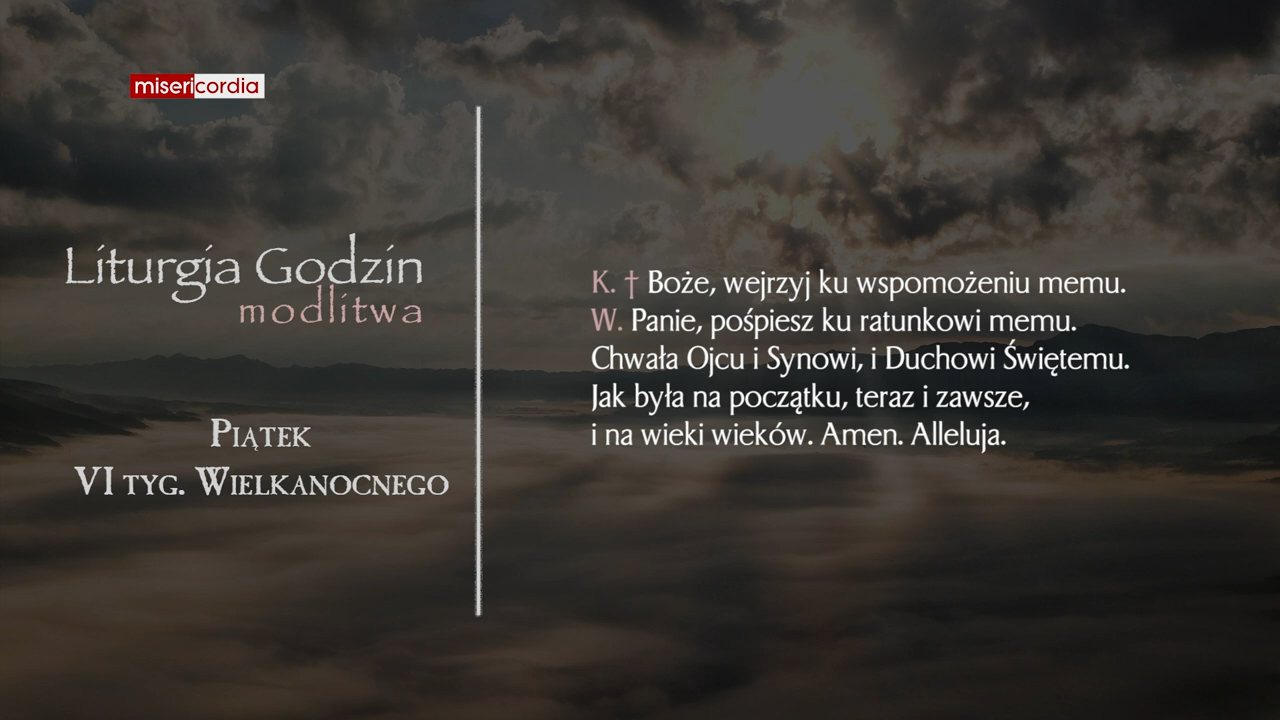 misericordia
Liturgia Godzin
modlitwa
Piątek
VI tyg. Wielkanocnego
K. † Boże, wejrzyj ku wspomożeniu memu.
W. Panie, pośpiesz ku ratunkowi memu.
Chwała Ojcu i Synowi, i Duchowi Świętemu.
Jak była na początku, teraz i zawsze,
i na wieki wieków. Amen. Alleluja.